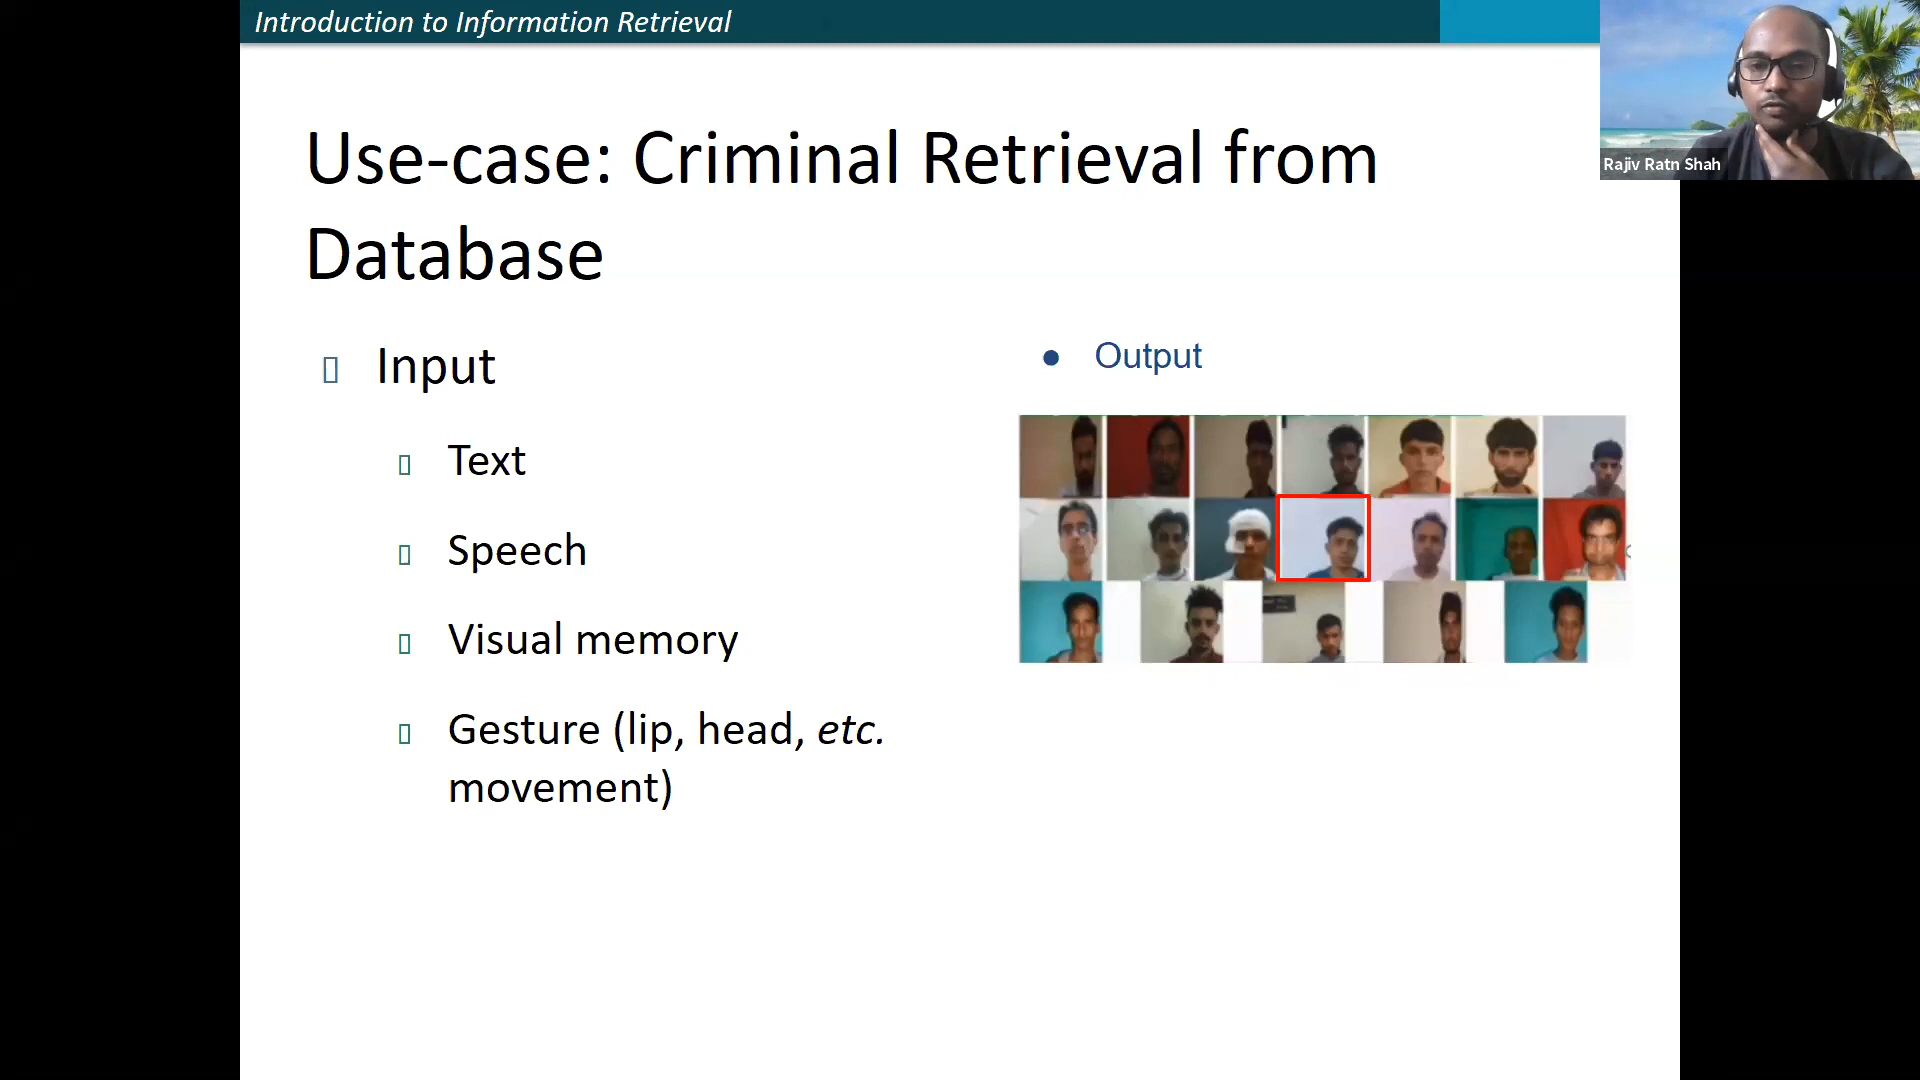 Introduction to Information Retrieval
Rajiv Ratn Shah
Use-case: Criminal Retrieval from
Database
Input
Text
Speech
Visual memory
Gesture (lip, head, etc.
movement)
Output